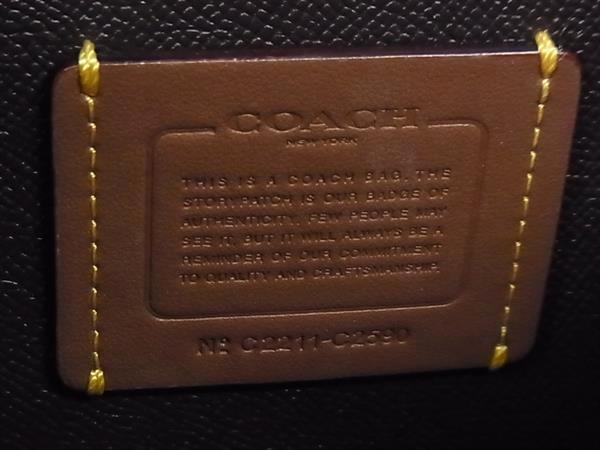 COACH
NEW YORK
THIS IS A COACH BAG. THE
STORYPATCH IS OUR BADGE OF
AUTHENTICITY. FEW PEOPLE MAY
SEE IT, BUT IT WILL ALWAYS BE A
REMINDER OF OUR COMMITMENT
TO QUALITY AND CRAFTSMANSHIP.
Nº C2211-C2590